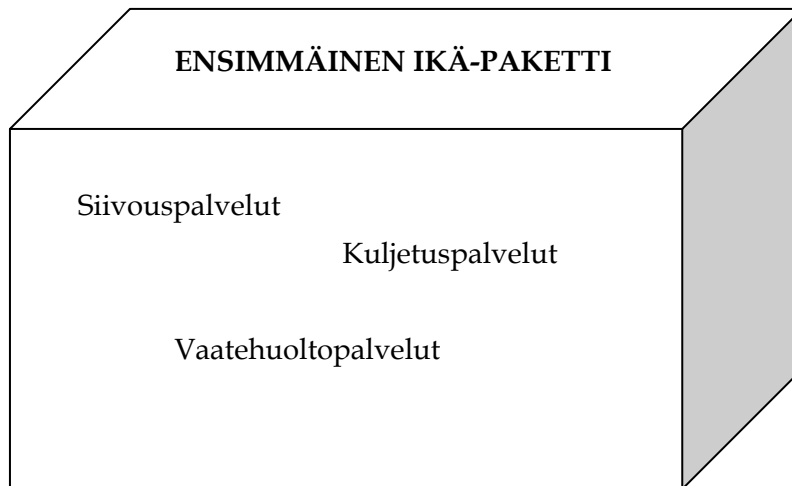 ENSIMMÄINEN IKÄ-PAKETTI
Siivouspalvelut
Kuljetuspalvelut
Vaatehuoltopalvelut